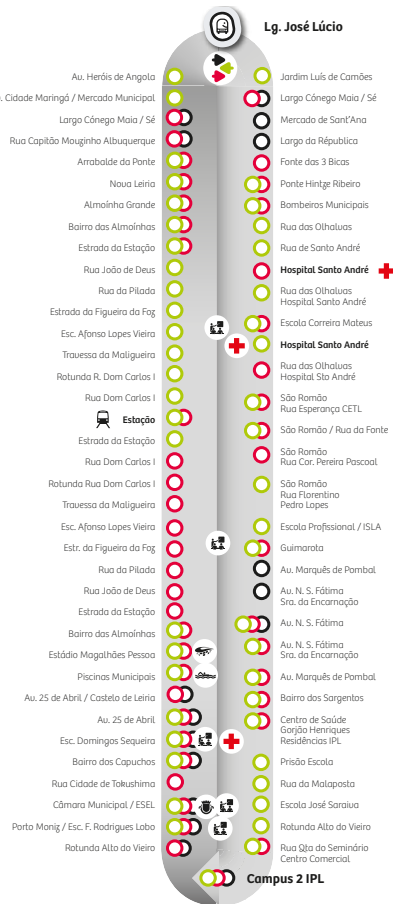 Lg. José Lúcio
Av. Heróis de Angola
. Cidade Maringá / Mercado Municipal
Largo Cónego Maia / Sé
Rua Capitão Mouzinho Albuquerque
Arrabalde da Ponte
Nova Leiria
Almoínha Grande
Bairro das Almoínhas
Estrada da Estação
Rua João de Deus
Rua da Pilada
Estrada da Figueira da Foz
Esc. Afonso Lopes Vieira
Travessa da Maligueira
Rotunda R. Dom Carlos I
Rua Dom Carlos I
Estação
Estrada da Estação
Rua Dom Carlos I
Rotunda Rua Dom Carlos I
Travessa da Maligueira
Esc. Afonso Lopes Vieira
Estr. da Figueira da Foz
Rua da Pilada
Rua João de Deus
Estrada da Estação
Bairro das Almoínhas
Estádio Magalhães Pessoa
Piscinas Municipais
Av. 25 de Abril / Castelo de Leiria
Av. 25 de Abril
Esc. Domingos Sequeira
Bairro dos Capuchos
Rua Cidade de Tokushima
Câmara Municipal / ESEL
Porto Moniz / Esc. F. Rodrigues Lobo
Rotunda Alto do Vieiro
Jardim Luís de Camões
Largo Cónego Maia / Sé
Mercado de Sant'Ana
Largo da República
Fonte das 3 Bicas
Ponte Hintze Ribeiro
Bombeiros Municipais
Rua das Olhalvas
Rua de Santo André
Hospital Santo André
Rua das Olhalvas
Hospital Santo André
Escola Correira Mateus
Hospital Santo André
Rua das Olhalvas
Hospital Sto André
São Romão
Rua Esperança CETL
São Romão / Rua da Fonte
São Romão
Rua Cor. Pereira Pascoal
São Romão
Rua Florentino
Pedro Lopes
Escola Profissional / ISLA
Guimarota
Av. Marquês de Pombal
Av. N. S. Fátima
Sra. da Encarnação
Av. N. S. Fátima
Av. N. S. Fátima
Sra. da Encarnação
Av. Marquês de Pombal
Bairro dos Sargentos
Centro de Saúde
Gorjão Henriques
Residências IPL
Prisão Escola
Rua da Malaposta
Escola José Saraiva
Rotunda Alto do Vieiro
Rua Qta do Seminário
Centro Comercial
Campus 2 IPL